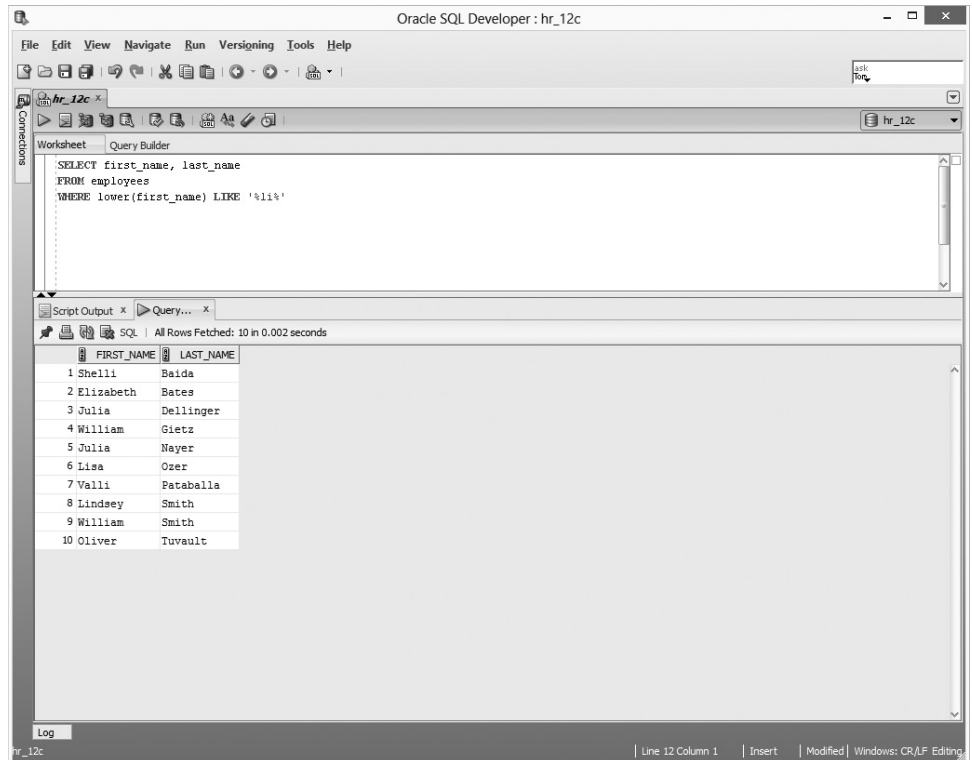 Oracle SQL Developer : hr_12c
File Edit View Navigate Run Versioning Tools Help
ask
Tom
hr_12c
Connections
hr_12c
Worksheet Query Builder
SELECT first_name, last_name
FROM employees
WHERE lower(first_name) LIKE '%li%'
Script Output x Query... x
SQL | All Rows Fetched: 10 in 0.002 seconds
FIRST_NAME LAST_NAME
1 Shelli Baida
2 Elizabeth Bates
3 Julia Dellinger
4 William Gietz
5 Julia Nayer
6 Lisa Ozer
7 Valli Pataballa
8 Lindsey Smith
9 William Smith
10 Oliver Tuvault
Log
hr_12c
Line 12 Column 1 | Insert | Modified | Windows: CR/LF Editing